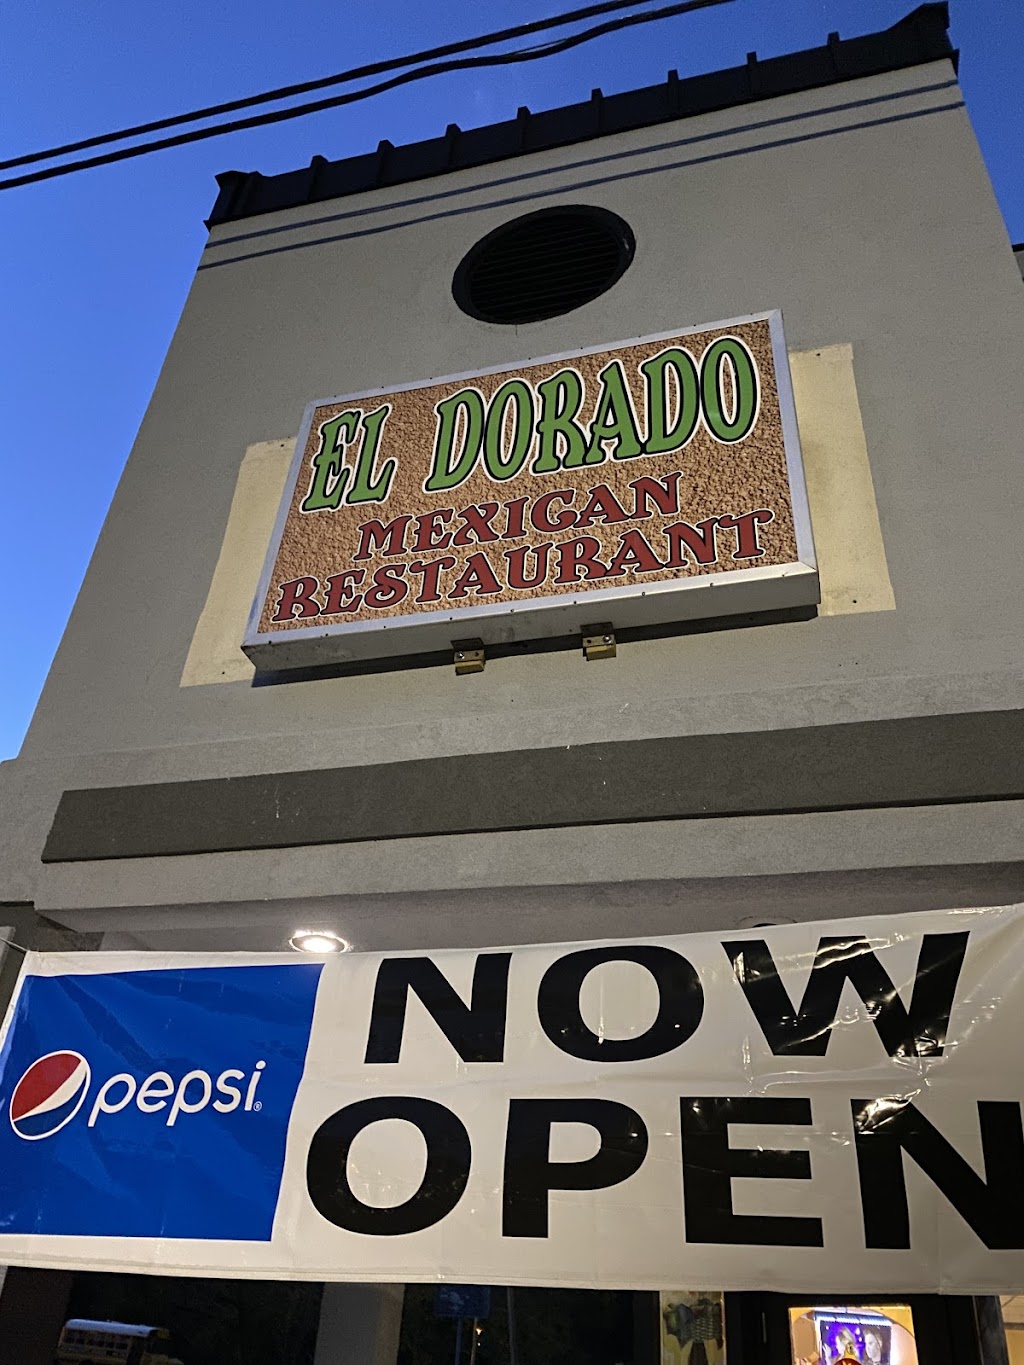 EL DORADO
MEXICAN
RESTAURANT
NOW
pepsi
OPEN